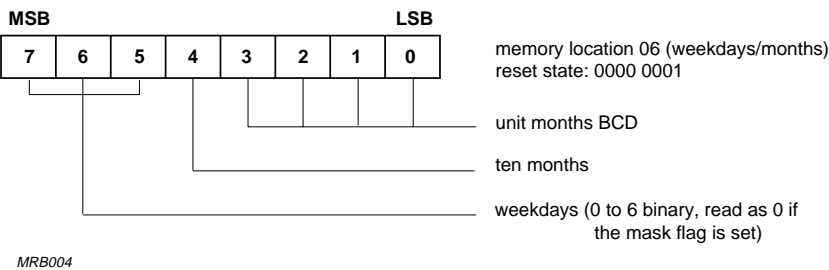 MSB LSB
7 6 5 4 3 2 1 0
memory location 06 (weekdays/months)
reset state: 0000 0001
unit months BCD
ten months
weekdays (0 to 6 binary, read as 0 if
the mask flag is set)
MRB004